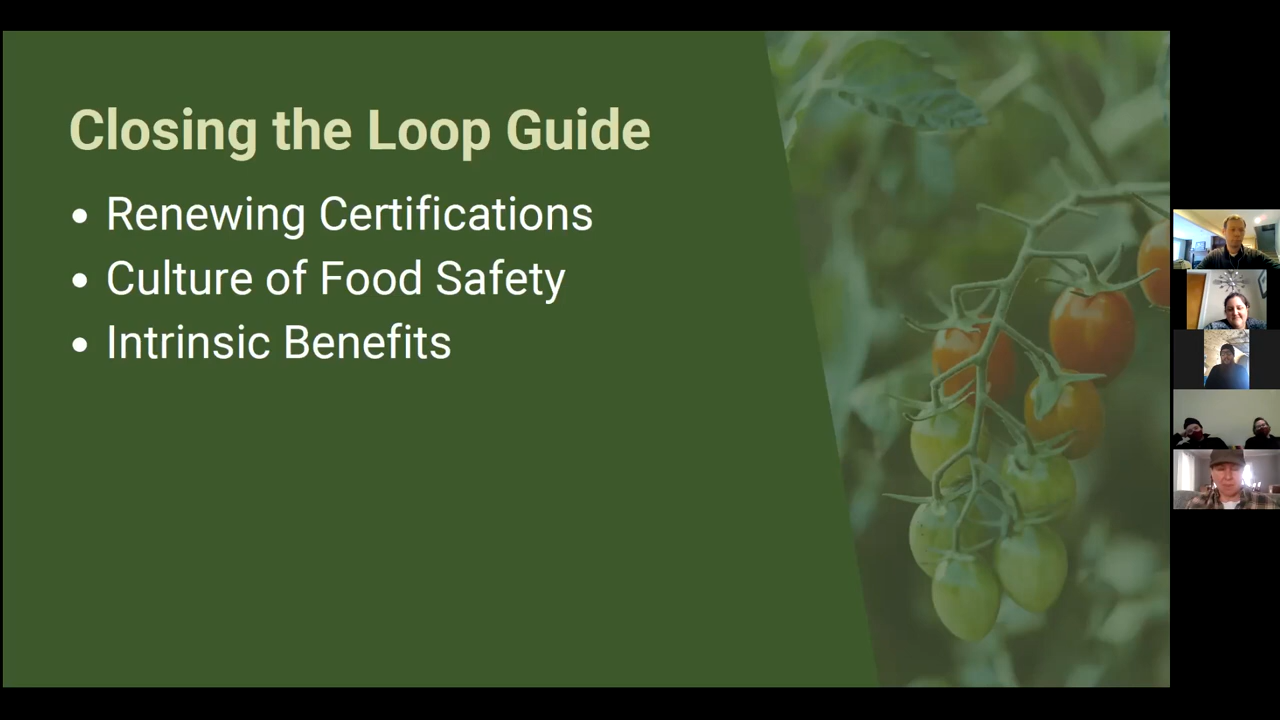 Closing the Loop Guide
• Renewing Certifications
• Culture of Food Safety
• Intrinsic Benefits